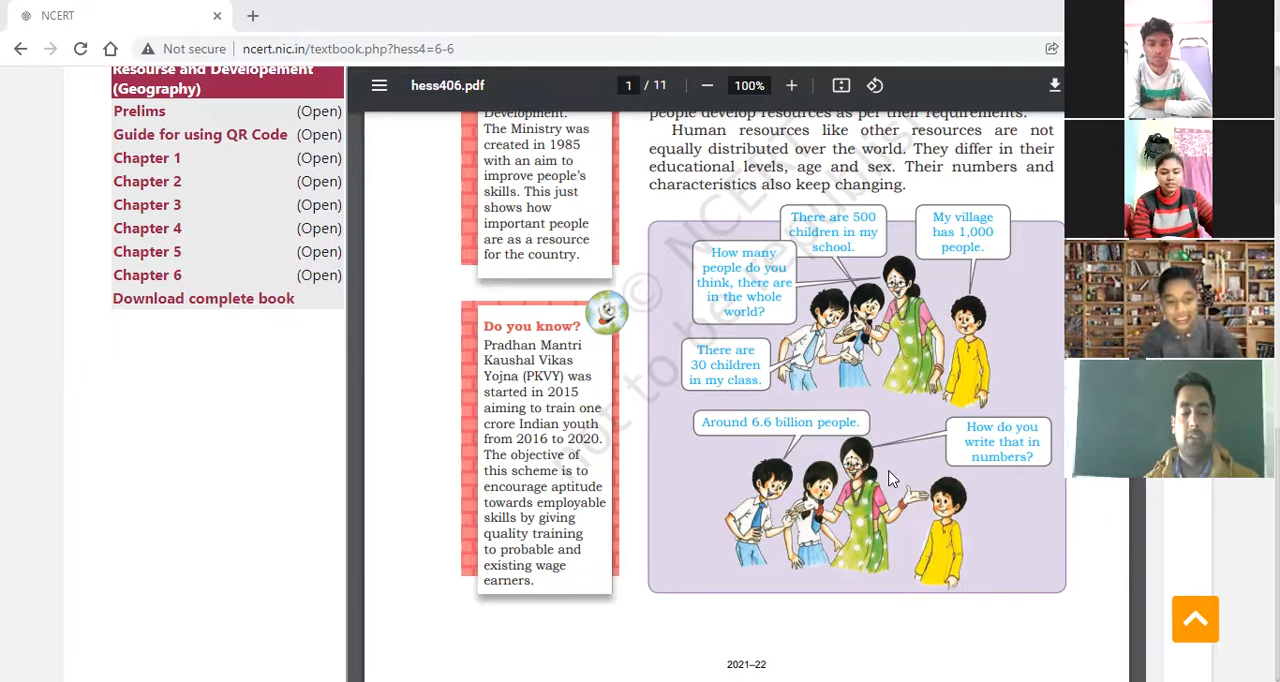 NCERT
Not secure
ncert.nic.in/textbook.php?hess4=6-6
Resourse and Developement
(Geography)
Prelims (Open)
Guide for using QR Code (Open)
Chapter 1 (Open)
Chapter 2 (Open)
Chapter 3 (Open)
Chapter 4 (Open)
Chapter 5 (Open)
Chapter 6 (Open)
Download complete book
hess406.pdf
1 / 11
100%
Development.
The Ministry was
created in 1985
with an aim to
improve people's
skills. This just
shows how
important people
are as a resource
for the country.
Do you know?
Pradhan Mantri
Kaushal Vikas
Yojna (PKVY) was
started in 2015
aiming to train one
crore Indian youth
from 2016 to 2020.
The objective of
this scheme is to
encourage aptitude
towards employable
skills by giving
quality training
to probable and
existing wage
earners.
people develop resources as per their requirements.
Human resources like other resources are not
equally distributed over the world. They differ in their
educational levels, age and sex. Their numbers and
characteristics also keep changing.
There are 500
children in my
school.
My village
has 1,000
people.
How many
people do you
think, there are
in the whole
world?
There are
30 children
in my class.
Around 6.6 billion people.
How do you
write that in
numbers?
© NCERT
not to be republished
2021–22